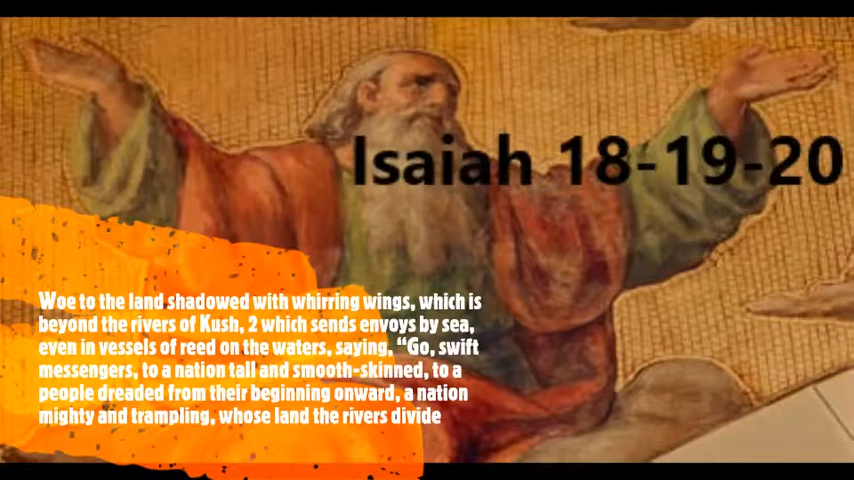 Isaiah 18-19-20
Woe to the land shadowed with whirring wings, which is
beyond the rivers of Kush, 2 which sends envoys by sea,
even in vessels of reed on the waters, saying, “Go, swift
messengers, to a nation tall and smooth-skinned, to a
people dreaded from their beginning onward, a nation
mighty and trampling, whose land the rivers divide